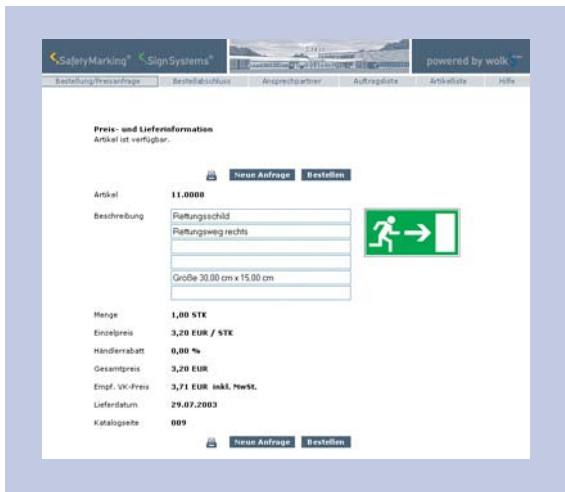 SafetyMarking® SignSystems® powered by wolk
Bestellung/Preisanfrage Bestellabschluss Ansprechpartner Auftragsliste Artikelliste Hilfe
Preis- und Lieferinformation
Artikel ist verfügbar.
Neue Anfrage Bestellen
Artikel 11.0000
Beschreibung Rettungsschild
Rettungsweg rechts
Größe 30,00 cm x 15,00 cm
Menge 1,00 STK
Einzelpreis 3,20 EUR / STK
Händlerrabatt 0,00 %
Gesamtpreis 3,20 EUR
Empf. VK-Preis 3,71 EUR inkl. MwSt.
Lieferdatum 29.07.2003
Katalogseite 009
Neue Anfrage Bestellen